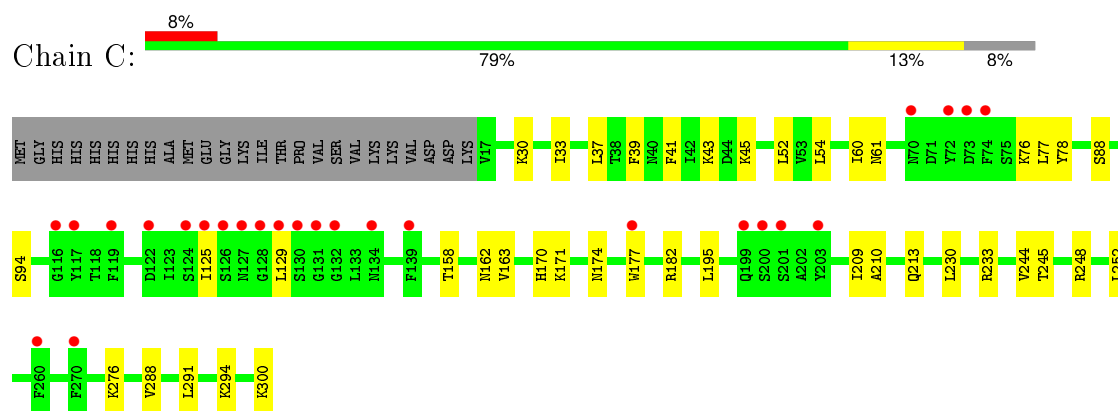 8%
Chain C:
79% 13% 8%
MET GLY HIS HIS HIS HIS HIS HIS ALA MET GLU GLY LYS ILE THR PRO VAL SER VAL LYS LYS VAL ASP ASP LYS V17 K30 I33 L37 T38 F39 N40 F41 I42 K43 D44 K45 L52 V53 L54 I60 N61 N70 D71 Y72 D73 F74 S75 K76 L77 Y78 S88
S94 G116 Y117 T118 F119 D122 I123 S124 I125 S126 N127 G128 L129 S130 G131 G132 L133 N134 F139 T158 N162 V163 H170 K171 N174 W177 R182 L195 Q199 S200 S201 A202 Y203 I209 A210 Q213 L230 R233 V244 T245 R248
F260 F270 K276 V288 L291 K294 K300